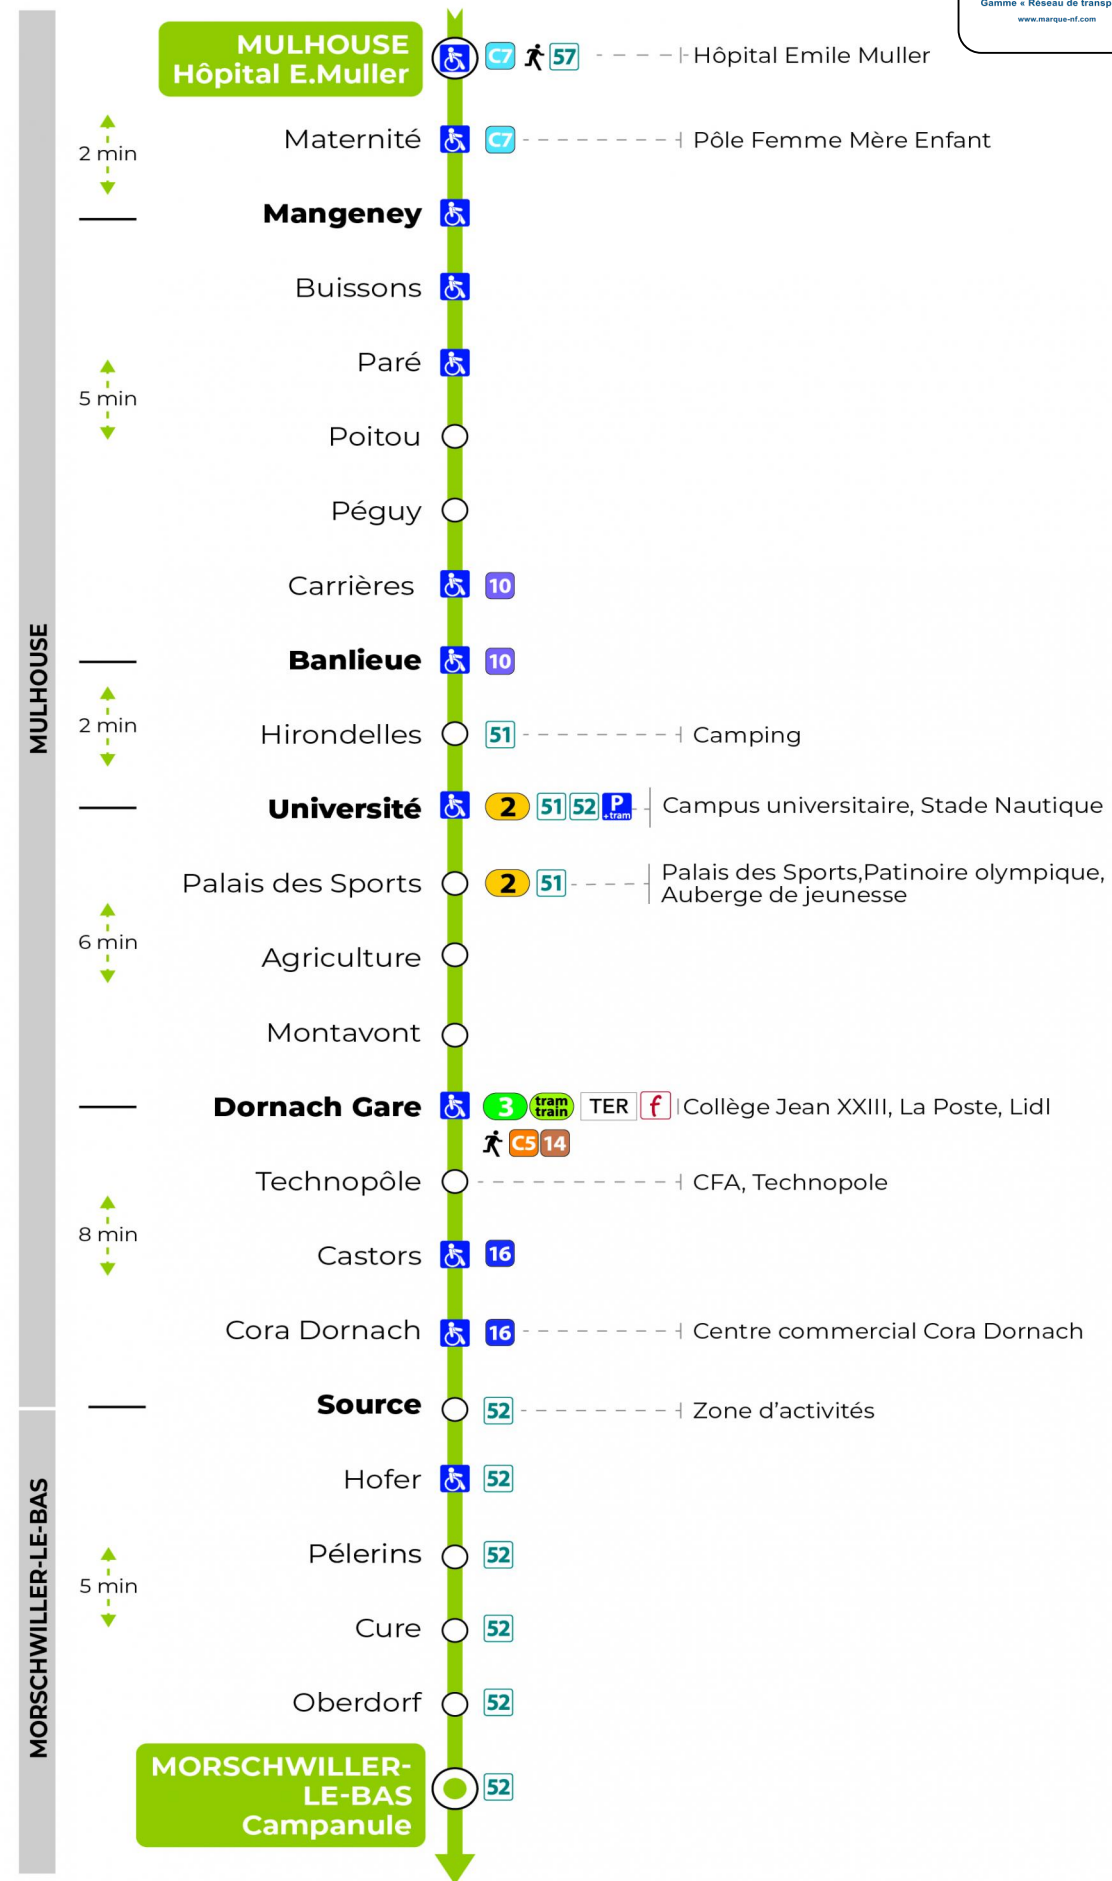 Gamme « Réseau de transp
www.marque-nf.com
MULHOUSE
Hôpital E.Muller
C7 57 Hôpital Emile Muller
2 min
Maternité C7 Pôle Femme Mère Enfant
Mangeney
Buissons
5 min
Paré
Poitou
Péguy
Carrières 10
MULHOUSE
Banlieue 10
2 min
Hirondelles 51 Camping
Université 2 51 52 P +tram Campus universitaire, Stade Nautique
Palais des Sports 2 51 Palais des Sports,Patinoire olympique,
Auberge de jeunesse
6 min
Agriculture
Montavont
Dornach Gare 3 tram train TER f Collège Jean XXIII, La Poste, Lidl
C5 14
Technopôle CFA, Technopole
8 min
Castors 16
Cora Dornach 16 Centre commercial Cora Dornach
Source 52 Zone d’activités
MORSCHWILLER-LE-BAS
Hofer 52
Pélerins 52
5 min
Cure 52
Oberdorf 52
MORSCHWILLER-
LE-BAS
Campanule
52